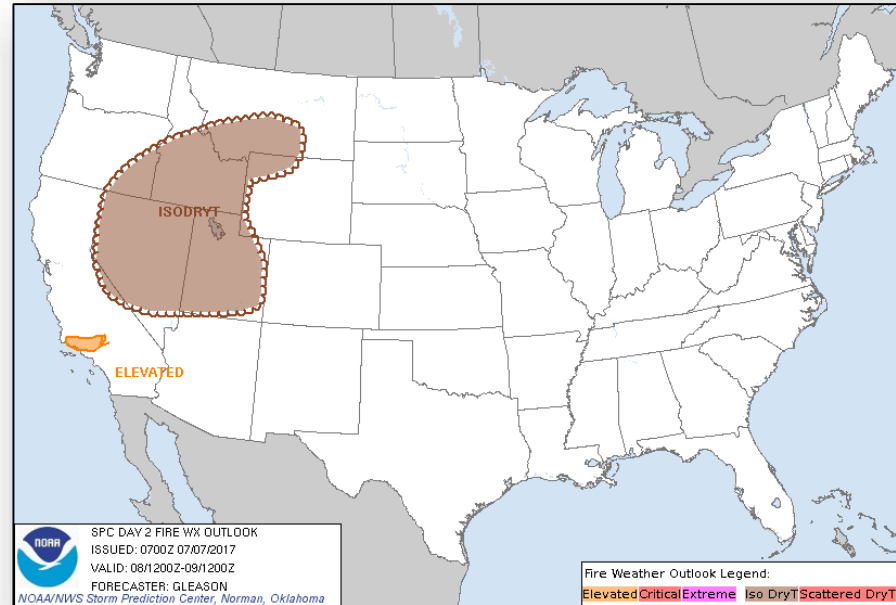 ISODRYT
ELEVATED
NOAA
SPC DAY 2 FIRE WX OUTLOOK
ISSUED: 0700Z 07/07/2017
VALID: 08/1200Z-09/1200Z
FORECASTER: GLEASON
NOAA/NWS Storm Prediction Center, Norman, Oklahoma
Fire Weather Outlook Legend:
Elevated Critical Extreme Iso DryT Scattered DryT